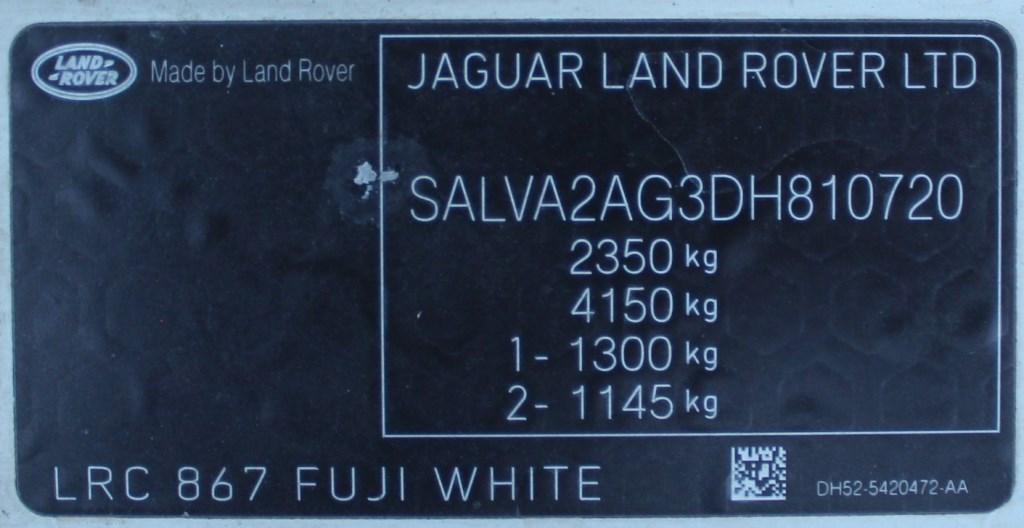 LAND ROVER
Made by Land Rover
JAGUAR LAND ROVER LTD
SALVA2AG3DH810720
2350 kg
4150 kg
1- 1300 kg
2- 1145 kg
LRC 867 FUJI WHITE
DH52-5420472-AA